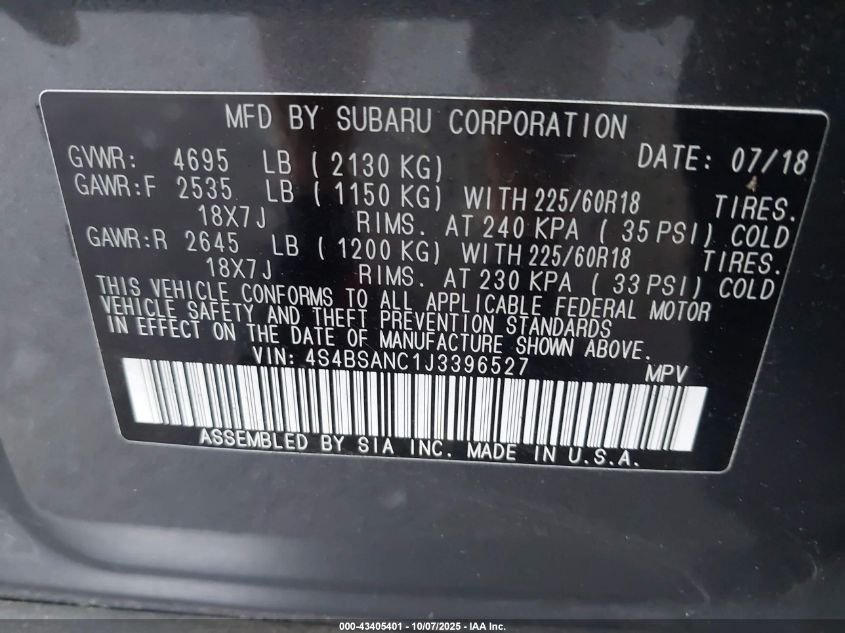 MFD BY SUBARU CORPORATION
GVWR: 4695 LB ( 2130 KG) DATE: 07/18
GAWR:F 2535 LB ( 1150 KG) WITH 225/60R18 TIRES.
18X7J RIMS. AT 240 KPA ( 35 PSI) COLD
GAWR:R 2645 LB ( 1200 KG) WITH 225/60R18 TIRES.
18X7J RIMS. AT 230 KPA ( 33 PSI) COLD
THIS VEHICLE CONFORMS TO ALL APPLICABLE FEDERAL MOTOR
VEHICLE SAFETY AND THEFT PREVENTION STANDARDS
IN EFFECT ON THE DATE OF MANUFACTURE SHOWN ABOVE.
VIN: 4S4BSANC1J3396527 MPV
ASSEMBLED BY SIA INC. MADE IN U.S.A.
000-43405401 - 10/07/2025 - IAA Inc.